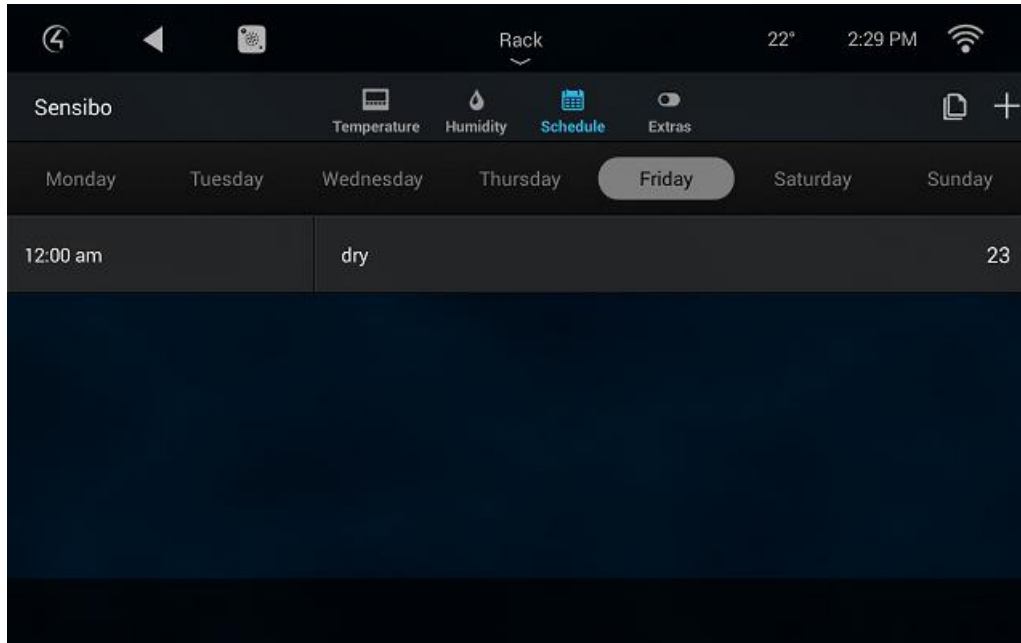 Rack 22° 2:29 PM
Sensibo Temperature Humidity Schedule Extras
Monday Tuesday Wednesday Thursday Friday Saturday Sunday
12:00 am dry 23